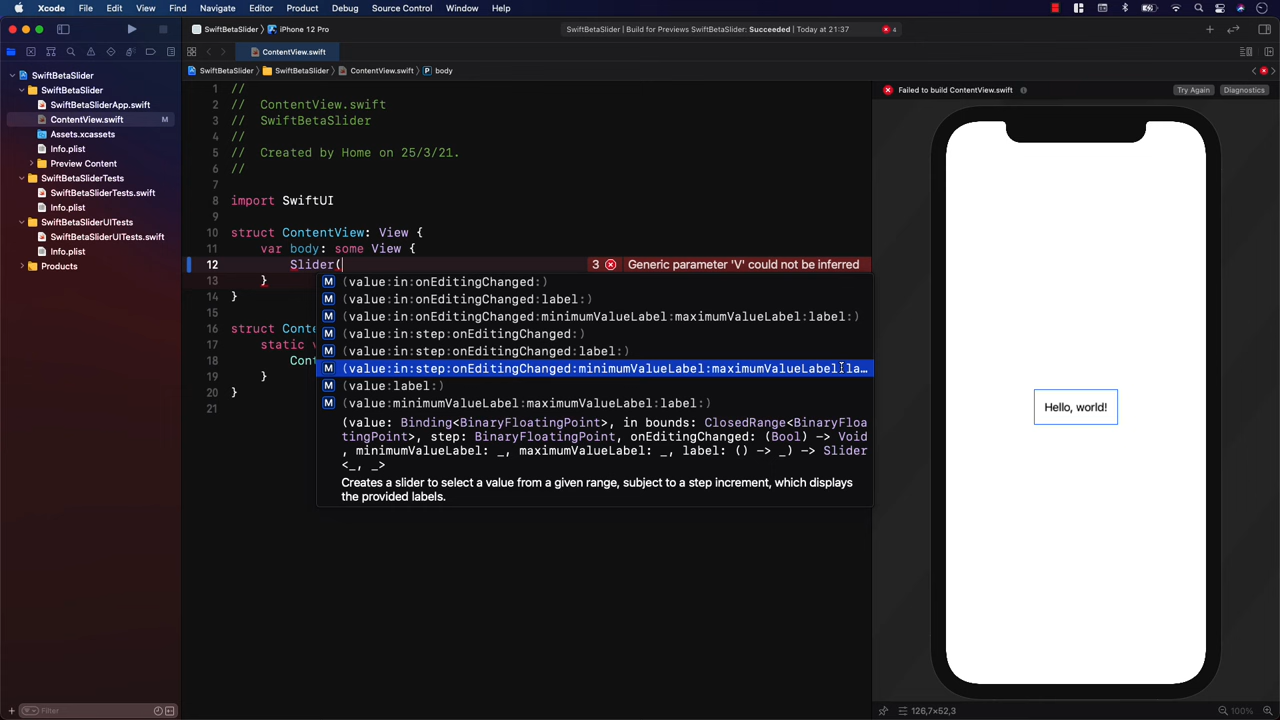 Xcode File Edit View Find Navigate Editor Product Debug Source Control Window Help
SwiftBetaSlider iPhone 12 Pro SwiftBetaSlider | Build for Previews SwiftBetaSlider: Succeeded | Today at 21:37 4
ContentView.swift
SwiftBetaSlider SwiftBetaSlider ContentView.swift P body
SwiftBetaSlider
SwiftBetaSlider
SwiftBetaSliderApp.swift
ContentView.swift M
Assets.xcassets
Info.plist
Preview Content
SwiftBetaSliderTests
SwiftBetaSliderTests.swift
Info.plist
SwiftBetaSliderUITests
SwiftBetaSliderUITests.swift
Info.plist
Products
Filter
1 //
2 // ContentView.swift
3 // SwiftBetaSlider
4 //
5 // Created by Home on 25/3/21.
6 //
7
8 import SwiftUI
9
10 struct ContentView: View {
11 var body: some View {
12 Slider( 3 Generic parameter 'V' could not be inferred
13 }
14 }
15
16 struct Conte
17 static v
18 Con
19 }
20 }
21
M (value:in:onEditingChanged:)
M (value:in:onEditingChanged:label:)
M (value:in:onEditingChanged:minimumValueLabel:maximumValueLabel:label:)
M (value:in:step:onEditingChanged:)
M (value:in:step:onEditingChanged:label:)
M (value:in:step:onEditingChanged:minimumValueLabel:maximumValueLabel:la…
M (value:label:)
M (value:minimumValueLabel:maximumValueLabel:label:)
(value: Binding<BinaryFloatingPoint>, in bounds: ClosedRange<BinaryFloa
tingPoint>, step: BinaryFloatingPoint, onEditingChanged: (Bool) -> Void
, minimumValueLabel: _, maximumValueLabel: _, label: () -> _) -> Slider
<_, _>
Creates a slider to select a value from a given range, subject to a step increment, which displays
the provided labels.
Failed to build ContentView.swift Try Again Diagnostics
Hello, world!
126,7×52,3 100%